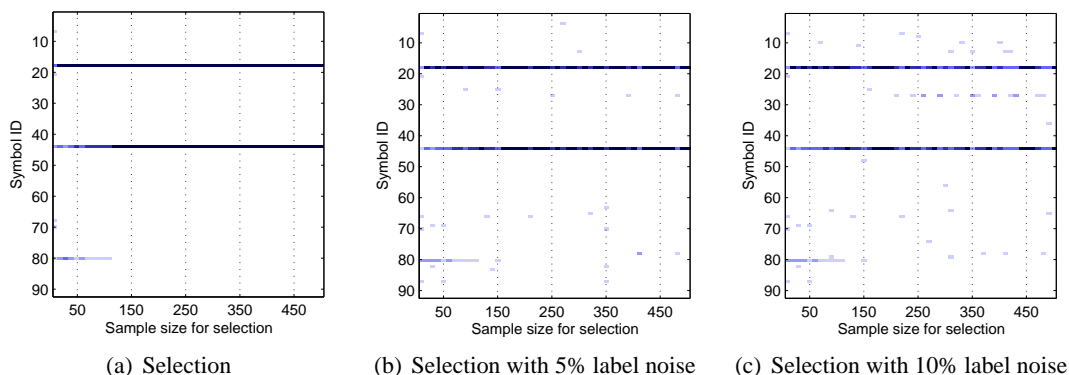 10
20
30
40
50
60
70
80
90
Symbol ID
50 150 250 350 450
Sample size for selection
(a) Selection
10
20
30
40
50
60
70
80
90
Symbol ID
50 150 250 350 450
Sample size for selection
(b) Selection with 5% label noise
10
20
30
40
50
60
70
80
90
Symbol ID
50 150 250 350 450
Sample size for selection
(c) Selection with 10% label noise